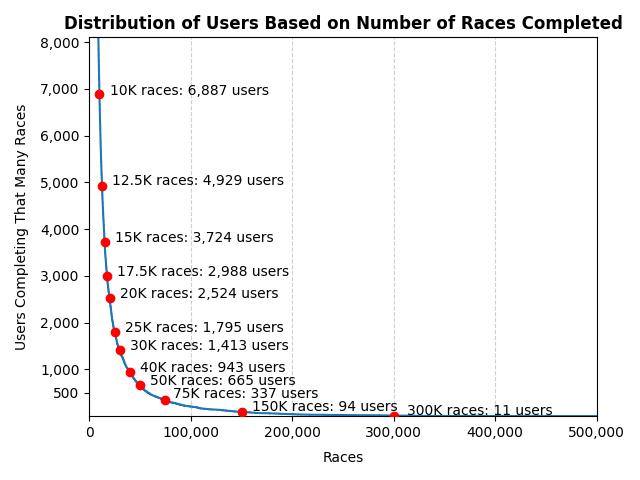 Distribution of Users Based on Number of Races Completed
8,000
7,000
6,000
5,000
4,000
3,000
2,000
1,000
500
Users Completing That Many Races
10K races: 6,887 users
12.5K races: 4,929 users
15K races: 3,724 users
17.5K races: 2,988 users
20K races: 2,524 users
25K races: 1,795 users
30K races: 1,413 users
40K races: 943 users
50K races: 665 users
75K races: 337 users
150K races: 94 users
300K races: 11 users
0
100,000
200,000
300,000
400,000
500,000
Races